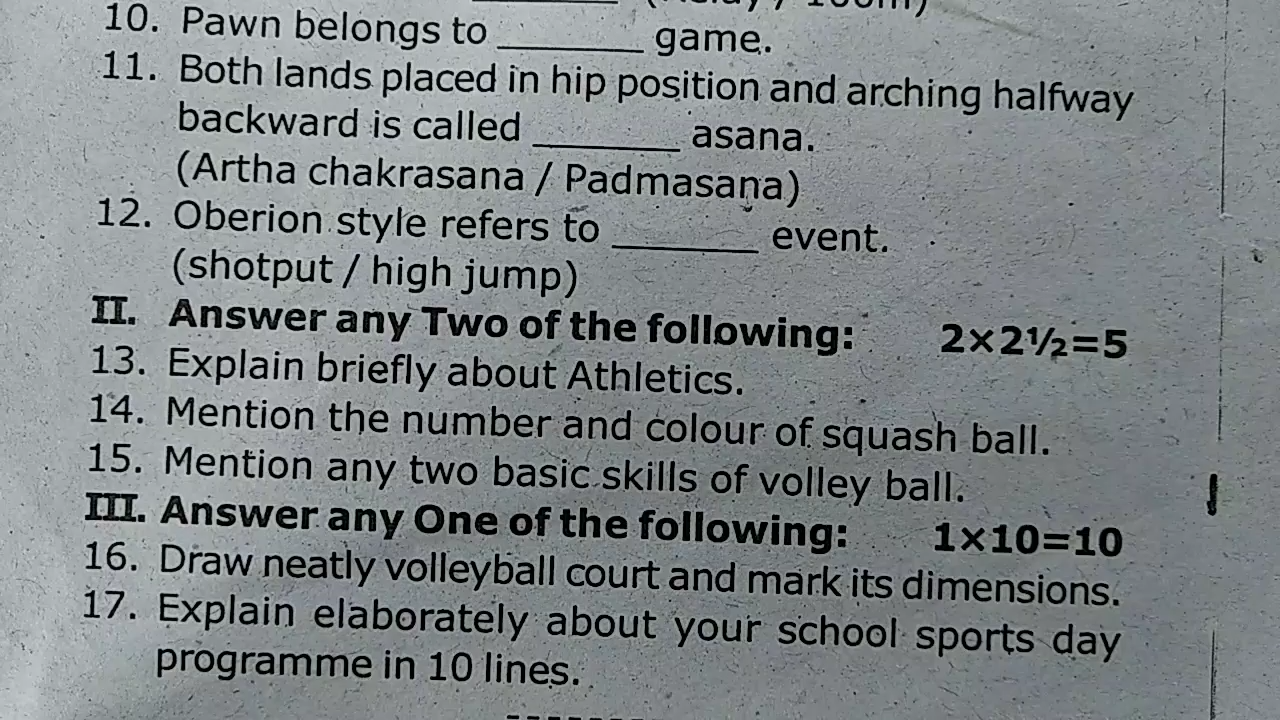 10. Pawn belongs to _______ game.
11. Both lands placed in hip position and arching halfway
backward is called _______ asana.
(Artha chakrasana / Padmasana)
12. Oberion style refers to _______ event.
(shotput / high jump)
II. Answer any Two of the following: 2×2½=5
13. Explain briefly about Athletics.
14. Mention the number and colour of squash ball.
15. Mention any two basic skills of volley ball.
III. Answer any One of the following: 1×10=10
16. Draw neatly volleyball court and mark its dimensions.
17. Explain elaborately about your school sports day
programme in 10 lines.